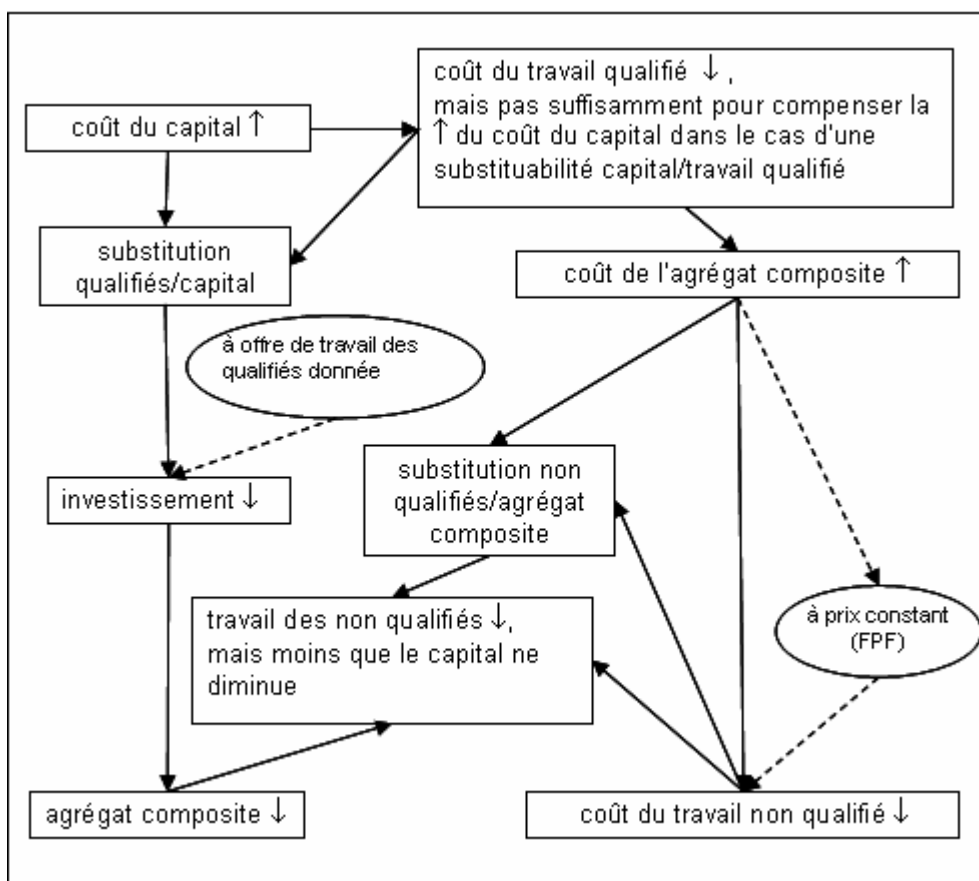 coût du travail qualifié ↓,
mais pas suffisamment pour compenser la
↑ du coût du capital dans le cas d'une
substituabilité capital/travail qualifié
coût du capital ↑
substitution
qualifiés/capital
coût de l'agrégat composite ↑
à offre de travail des
qualifiés donnée
substitution non
qualifiés/agrégat
composite
investissement ↓
travail des non qualifiés ↓,
mais moins que le capital ne
diminue
à prix constant
(FPF)
agrégat composite ↓
coût du travail non qualifié ↓